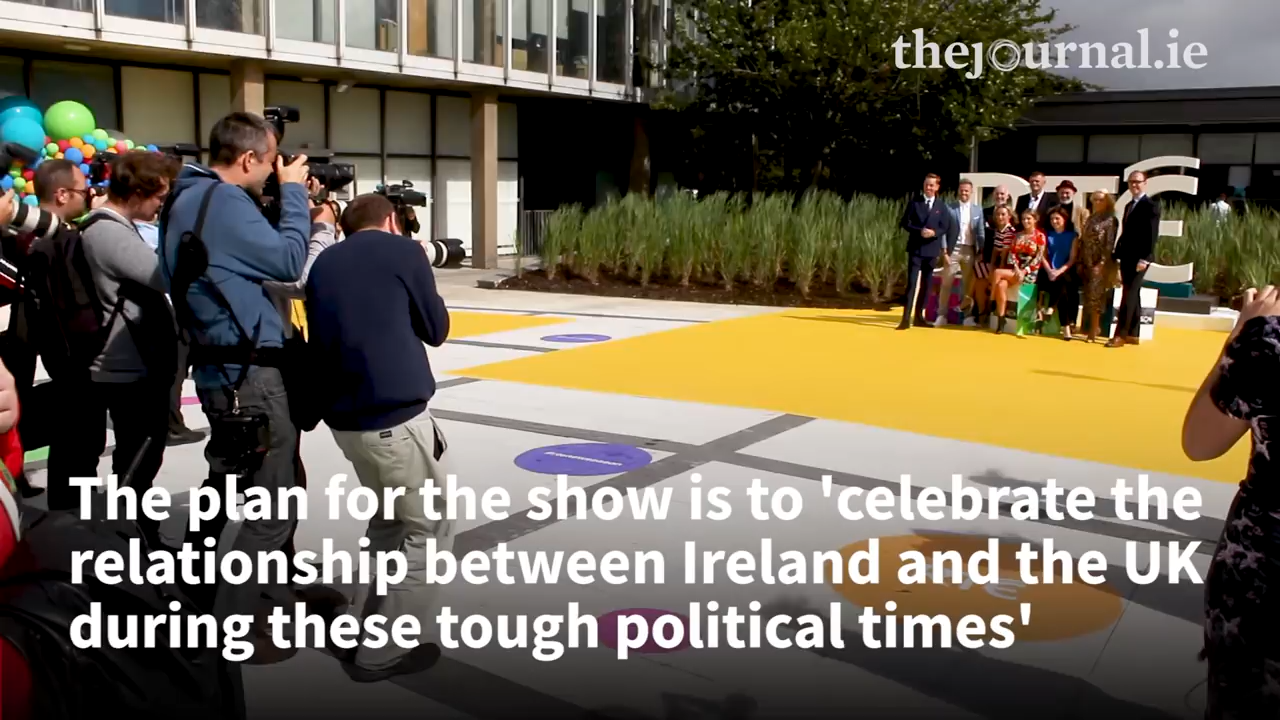 thejournal.ie
RTÉ
The plan for the show is to 'celebrate the
relationship between Ireland and the UK
during these tough political times'